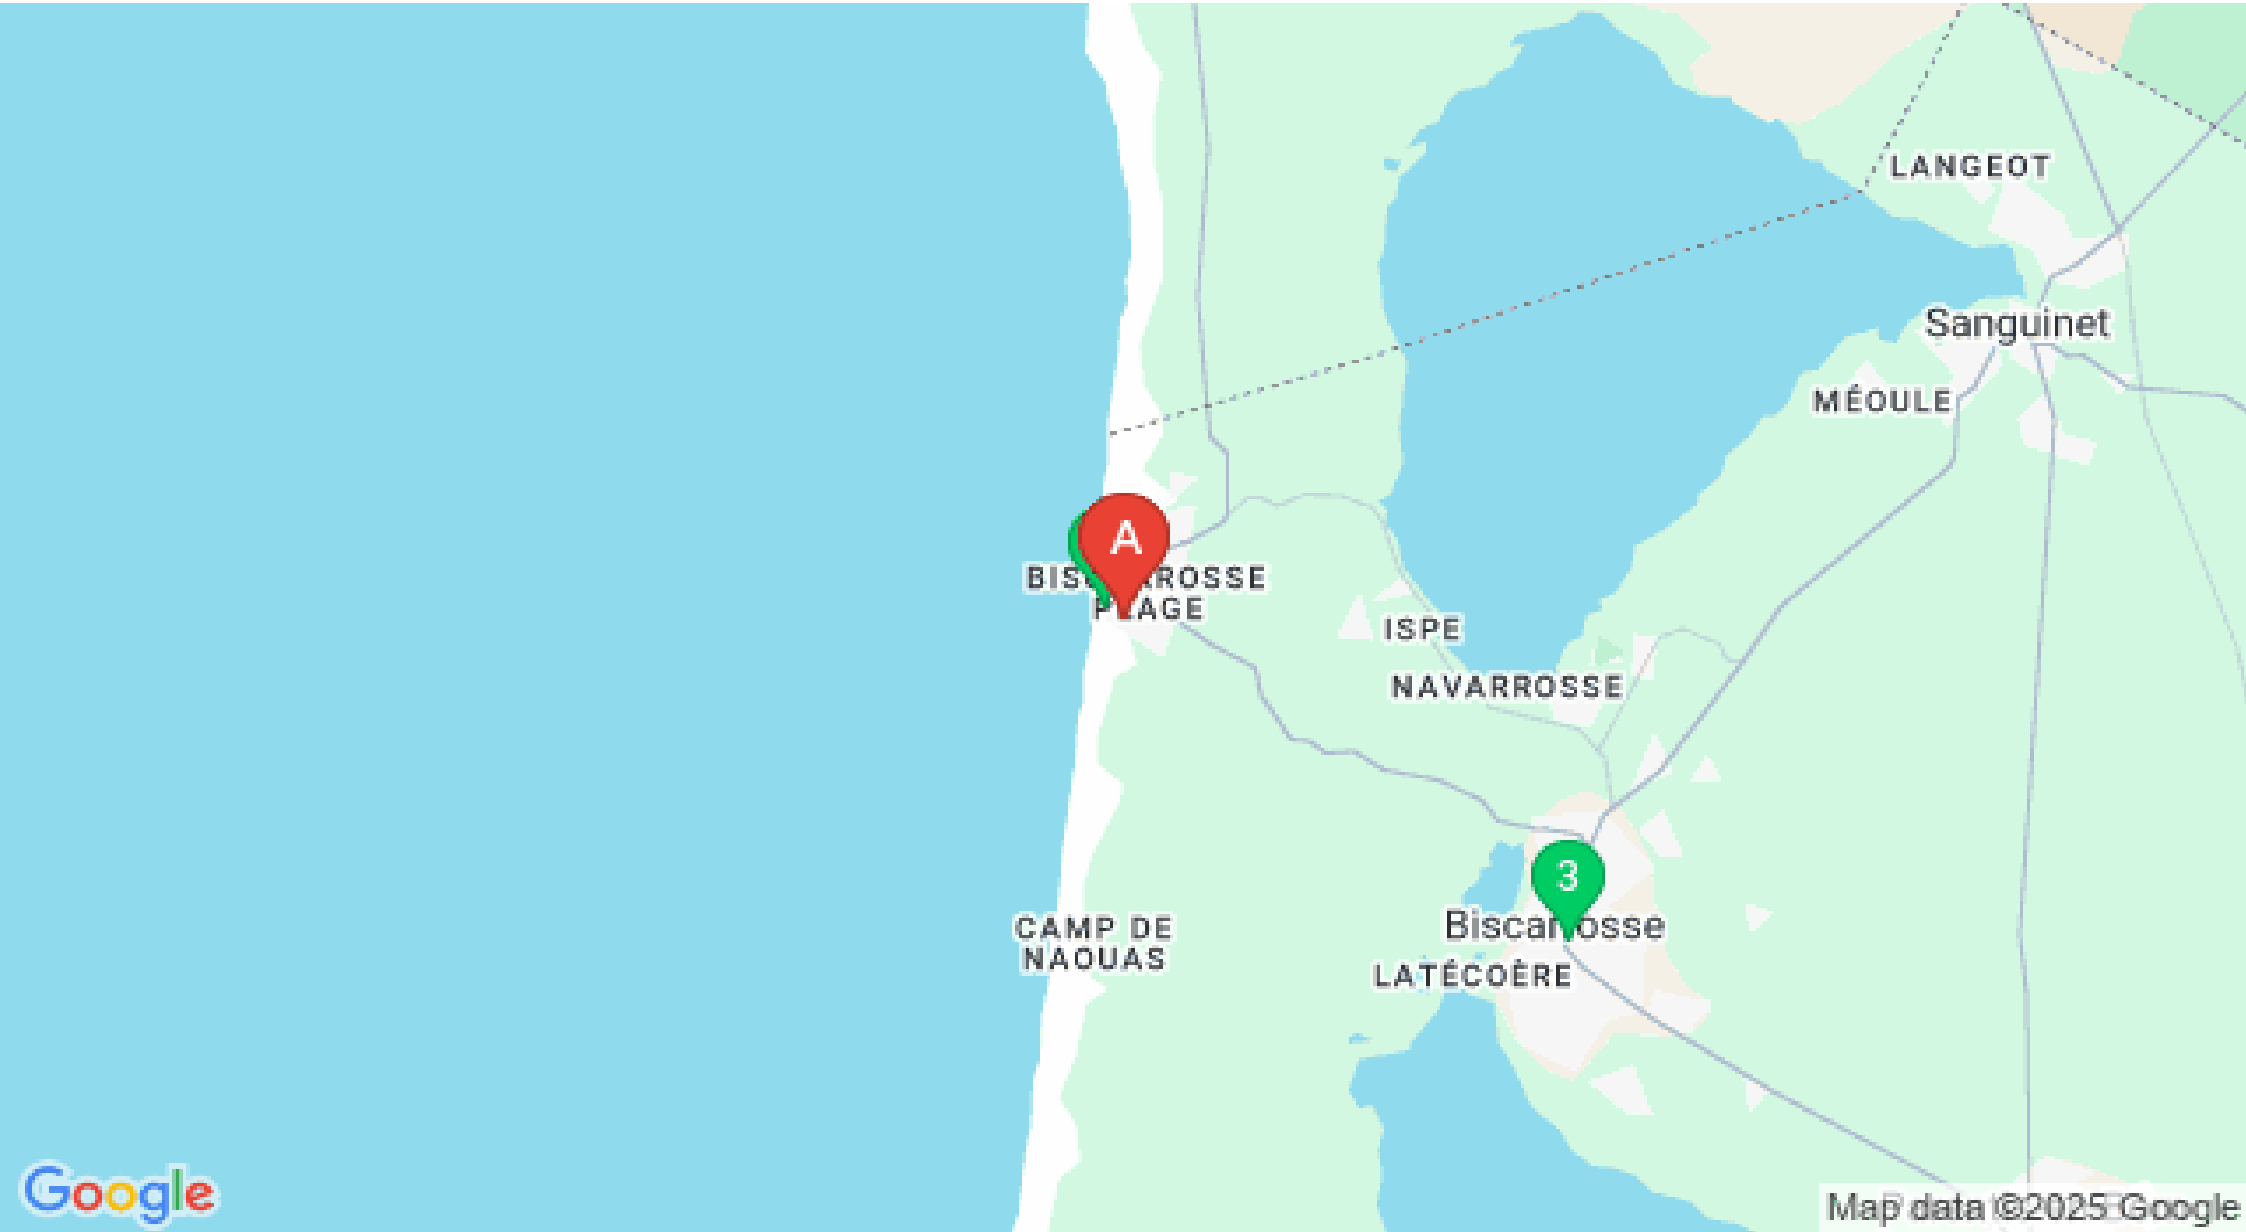 LANGEOT
Sanguinet
MÉOULE
A
BISCARROSSE
PLAGE
ISPE
NAVARROSSE
3
Biscarrosse
CAMP DE
NAOUAS
LATÉCOÈRE
Google
Map data ©2025 Google